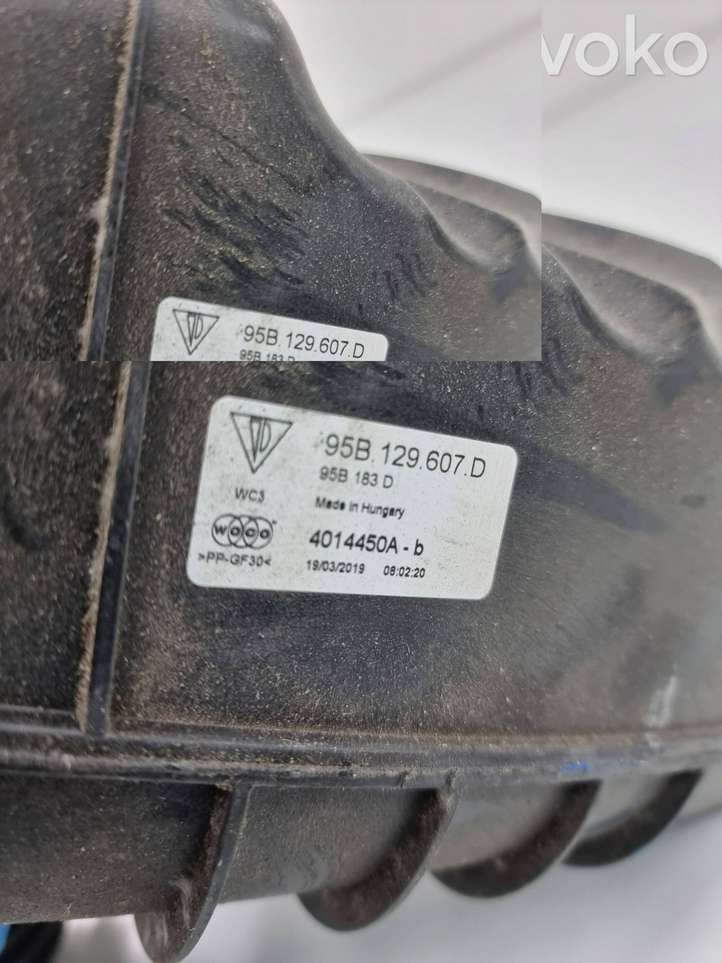 voko
95B.129.607.D
95B 183 D
95B.129.607.D
95B 183 D
WC3
Made in Hungary
woco
4014450A-b
>PP-GF30<
19/03/2019 08:02:20